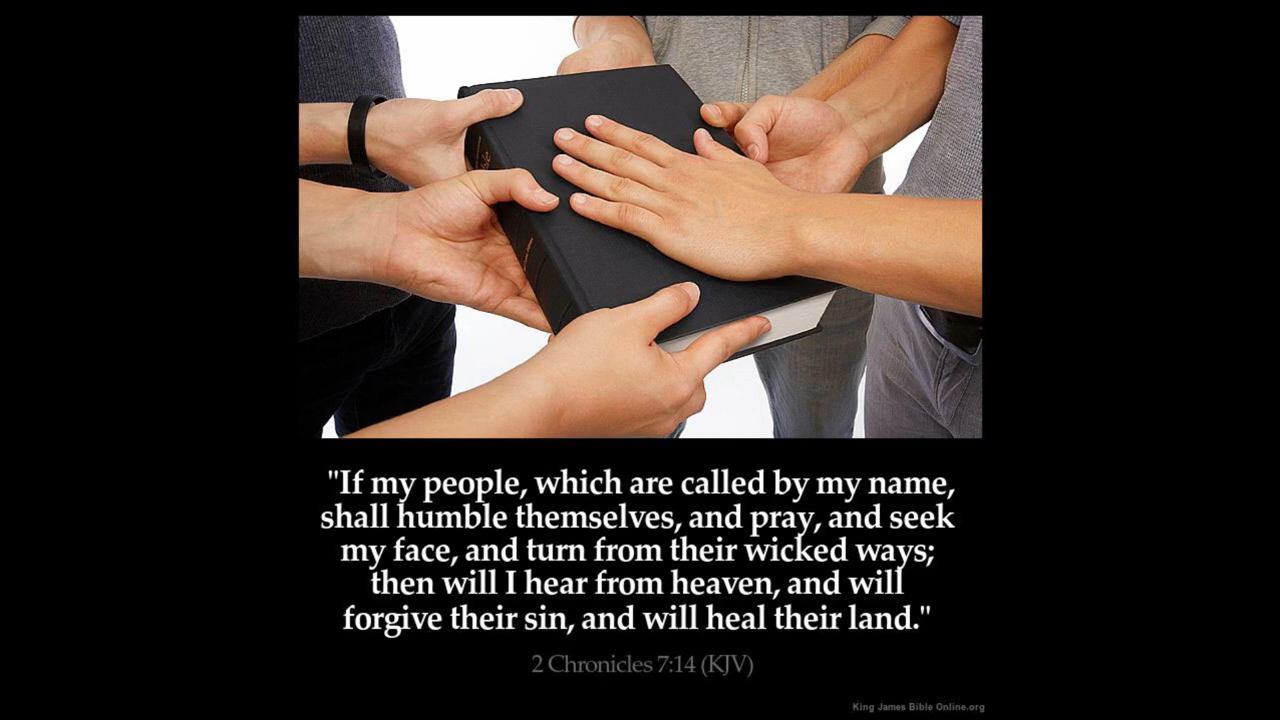 "If my people, which are called by my name,
shall humble themselves, and pray, and seek
my face, and turn from their wicked ways;
then will I hear from heaven, and will
forgive their sin, and will heal their land."
2 Chronicles 7:14 (KJV)
King James Bible Online.org